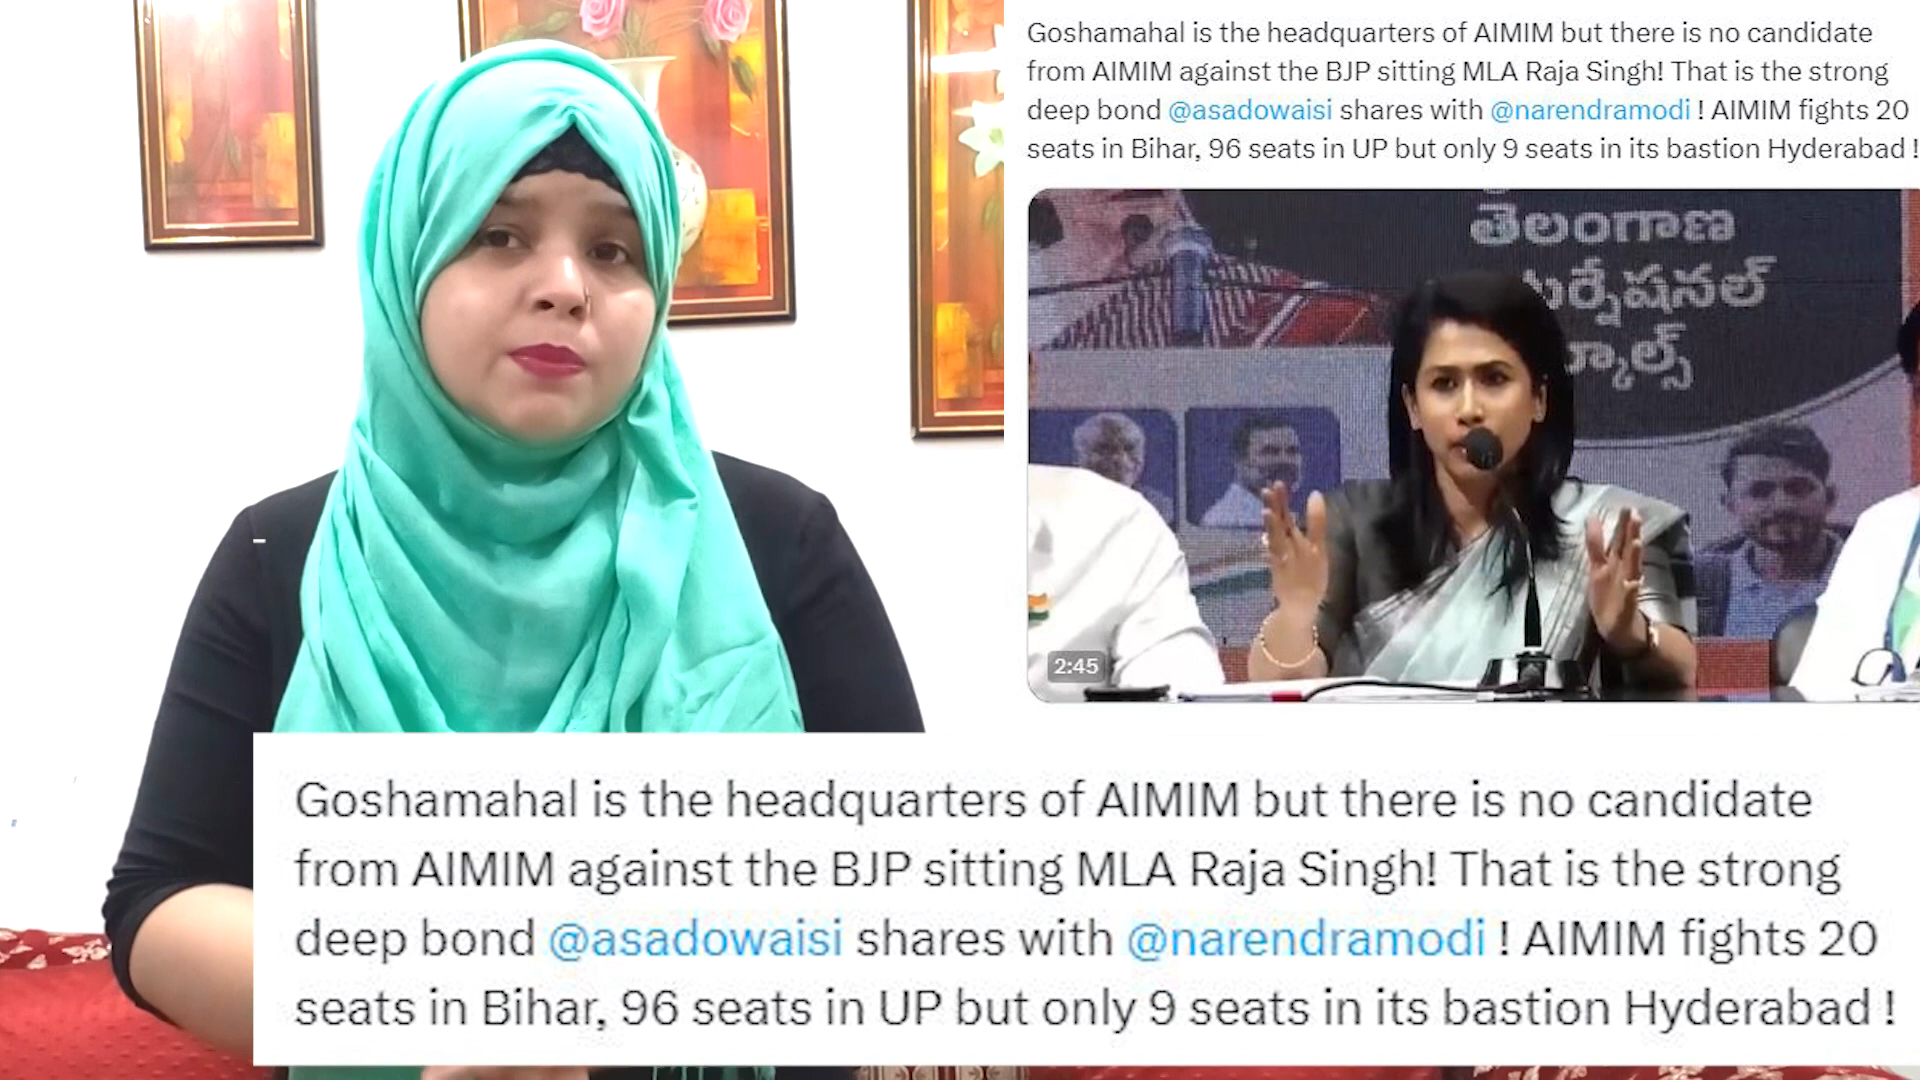 Goshamahal is the headquarters of AIMIM but there is no candidate
from AIMIM against the BJP sitting MLA Raja Singh! That is the strong
deep bond @asadowaisi shares with @narendramodi ! AIMIM fights 20
seats in Bihar, 96 seats in UP but only 9 seats in its bastion Hyderabad !
తెలంగాణ
2:45
Goshamahal is the headquarters of AIMIM but there is no candidate
from AIMIM against the BJP sitting MLA Raja Singh! That is the strong
deep bond @asadowaisi shares with @narendramodi ! AIMIM fights 20
seats in Bihar, 96 seats in UP but only 9 seats in its bastion Hyderabad !